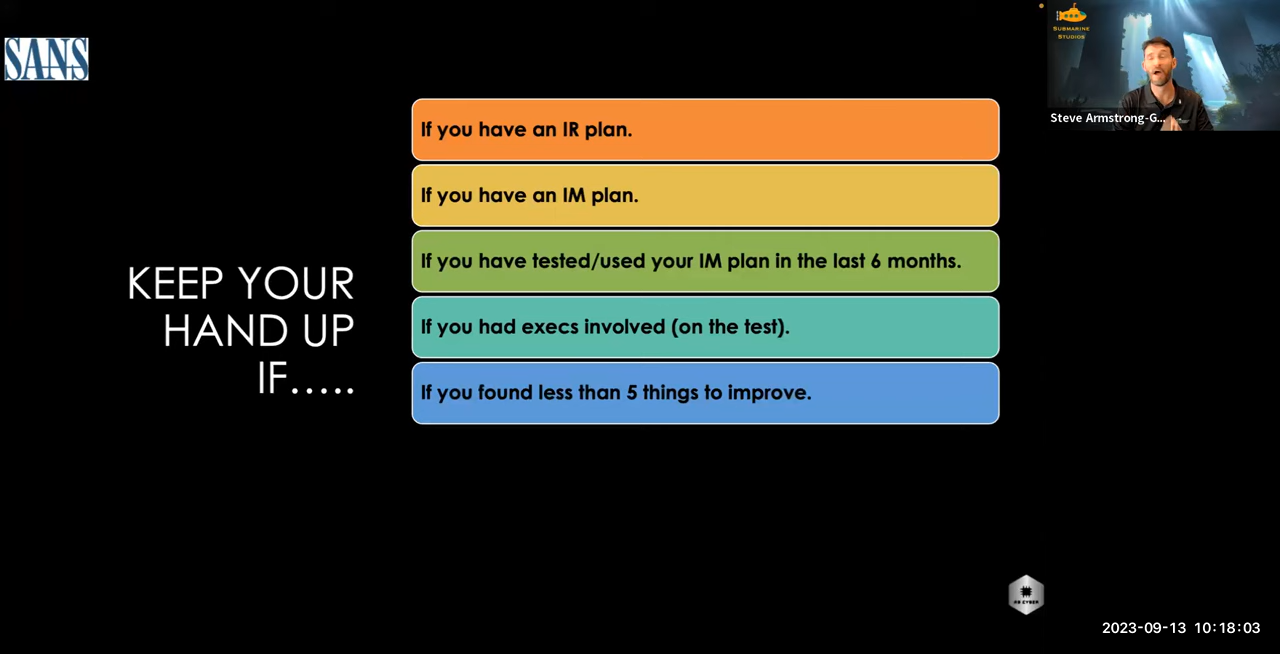 SANS
KEEP YOUR
HAND UP
IF.....
If you have an IR plan.
If you have an IM plan.
If you have tested/used your IM plan in the last 6 months.
If you had execs involved (on the test).
If you found less than 5 things to improve.
SUBMARINE
STUDIOS
Steve Armstrong-G...
2023-09-13 10:18:03